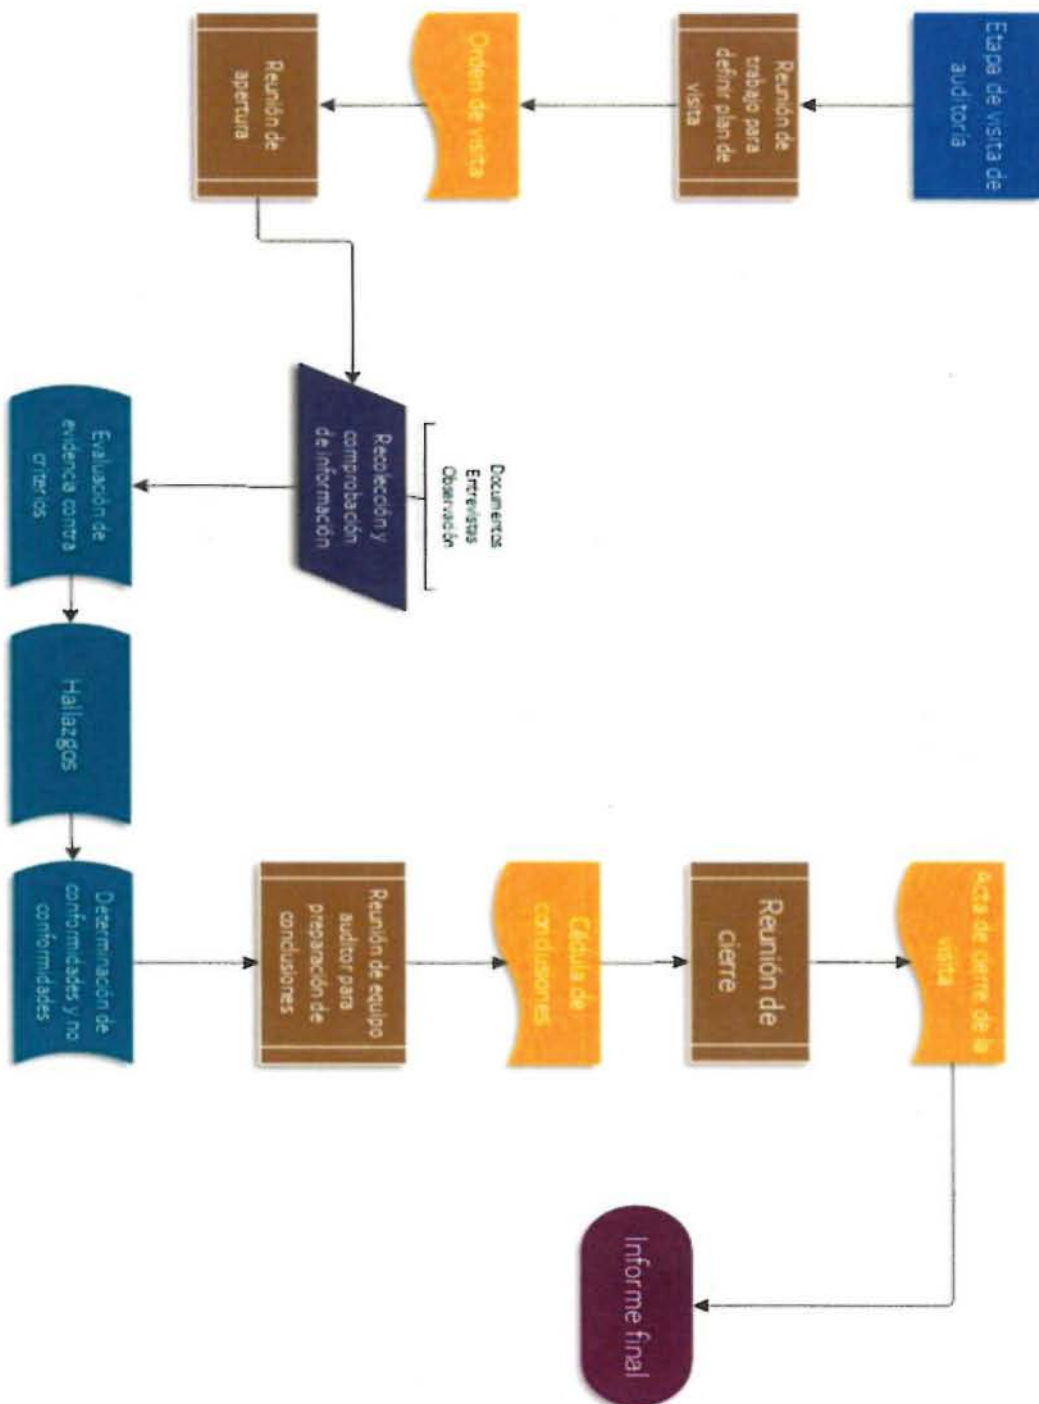 Etapa de visita de
auditoría
Reunión de
trabajo para
definir plan de
visita
Orden de visita
Reunión de
apertura
Documentos
Entrevistas
Observación
Recolección y
comprobación
de información
Evaluación de
evidencia contra
criterios
Hallazgos
Determinación de
conformidades y no
conformidades
Reunión de equipo
auditor para
preparación de
conclusiones
Cédula de
conclusiones
Reunión de
cierre
Acta de cierre de la
visita
Informe final